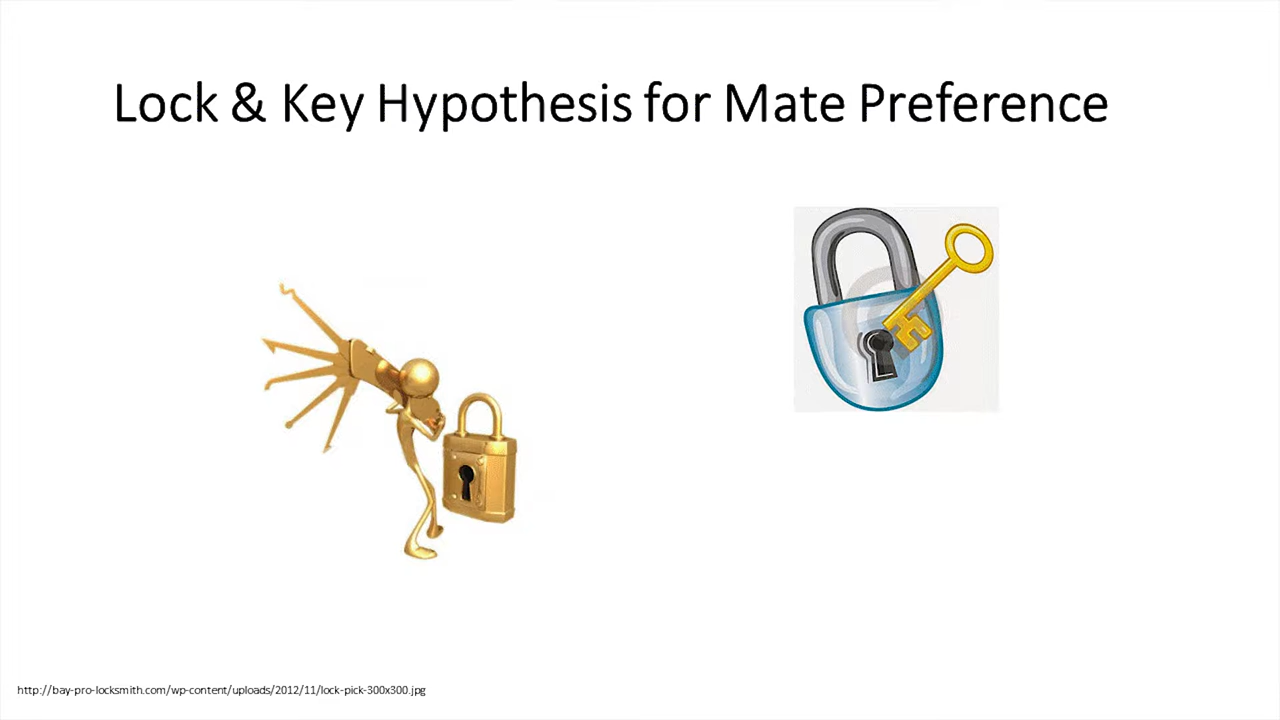 Lock & Key Hypothesis for Mate Preference
http://bay-pro-locksmith.com/wp-content/uploads/2012/11/lock-pick-300x300.jpg